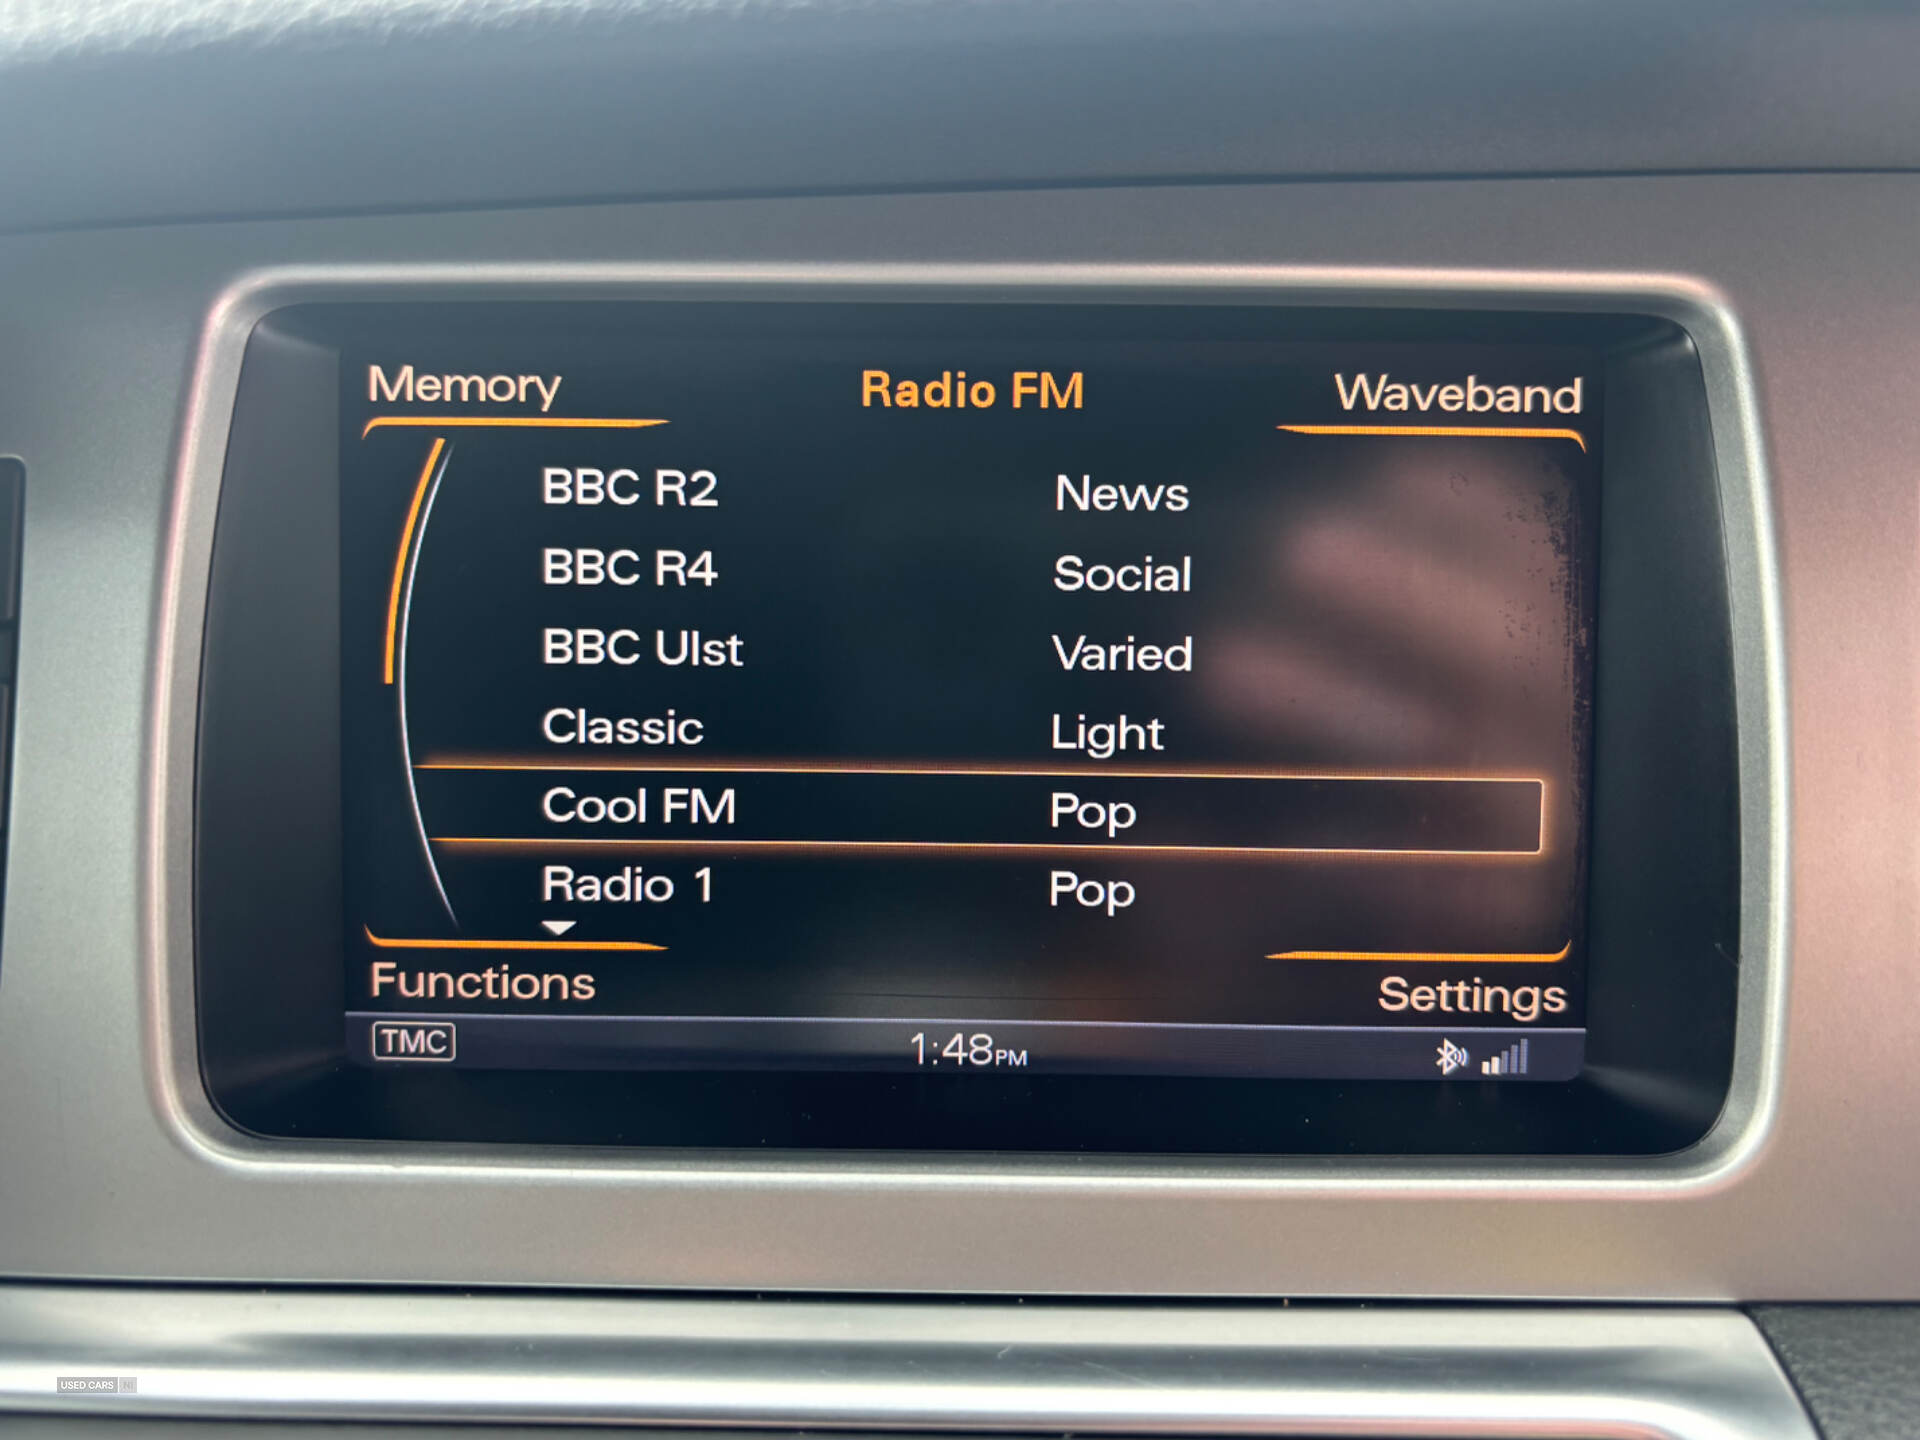 Memory Radio FM Waveband
BBC R2 News
BBC R4 Social
BBC Ulst Varied
Classic Light
Cool FM Pop
Radio 1 Pop
Functions Settings
TMC 1:48PM
USED CARS NI